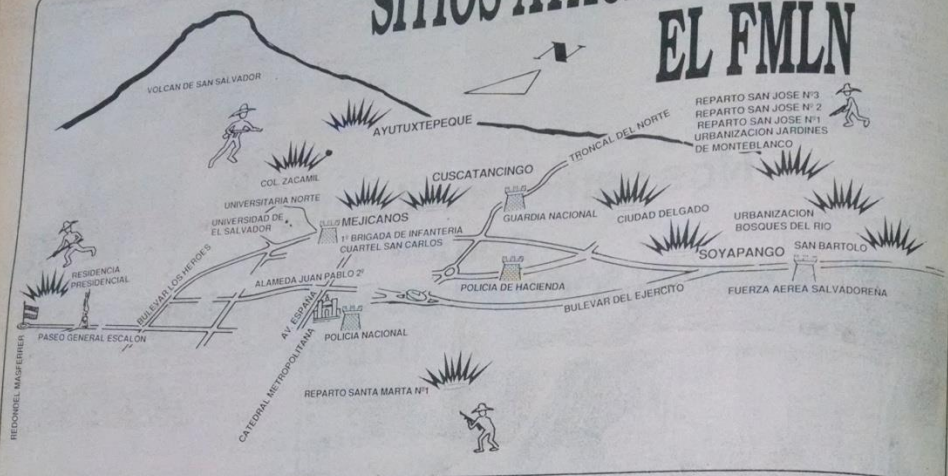 SITIOS
EL FMLN
N
VOLCAN DE SAN SALVADOR
REPARTO SAN JOSE Nº3
REPARTO SAN JOSE Nº 2
REPARTO SAN JOSE Nº1
URBANIZACION JARDINES
DE MONTEBLANCO
AYUTUXTEPEQUE
TRONCAL DEL NORTE
COL. ZACAMIL
CUSCATANCINGO
UNIVERSITARIA NORTE
UNIVERSIDAD DE
EL SALVADOR
MEJICANOS
1ª BRIGADA DE INFANTERIA
CUARTEL SAN CARLOS
GUARDIA NACIONAL
CIUDAD DELGADO
URBANIZACION
BOSQUES DEL RIO
SOYAPANGO
SAN BARTOLO
RESIDENCIA
PRESIDENCIAL
BULEVAR LOS HEROES
ALAMEDA JUAN PABLO 2º
POLICIA DE HACIENDA
BULEVAR DEL EJERCITO
FUERZA AEREA SALVADOREÑA
PASEO GENERAL ESCALON
AV. ESPAÑA
POLICIA NACIONAL
REDONDEL MASFERRER
CATEDRAL METROPOLITANA
REPARTO SANTA MARTA Nº1